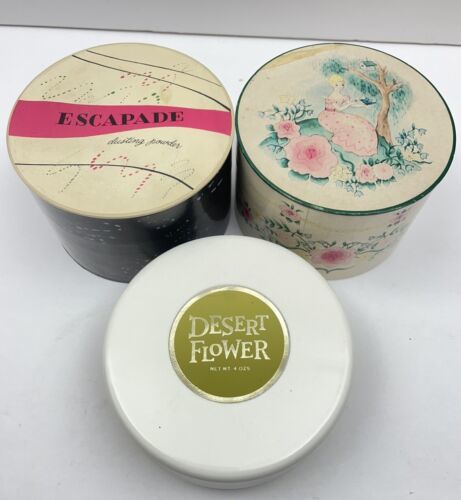 ESCAPADE
dusting powder
DESERT
FLOWER
NET WT. 4 OZS